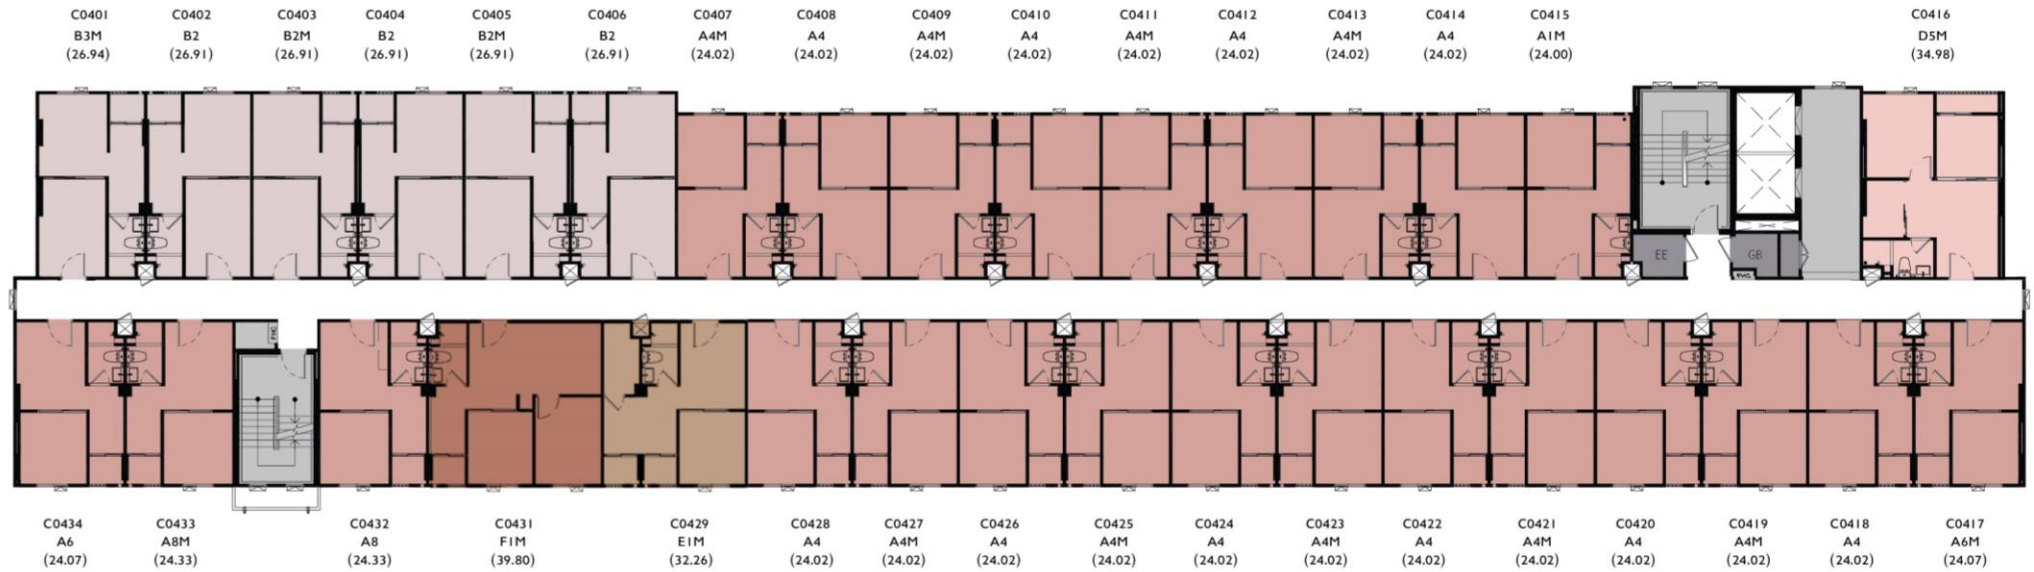 C0401 C0402 C0403 C0404 C0405 C0406 C0407 C0408 C0409 C0410 C0411 C0412 C0413 C0414 C0415 C0416
B3M B2 B2M B2 B2M B2 A4M A4 A4M A4 A4M A4 A4M A4 A1M D5M
(26.94) (26.91) (26.91) (26.91) (26.91) (26.91) (24.02) (24.02) (24.02) (24.02) (24.02) (24.02) (24.02) (24.02) (24.00) (34.98)
EE GB
FHC
FHC
C0434 C0433 C0432 C0431 C0429 C0428 C0427 C0426 C0425 C0424 C0423 C0422 C0421 C0420 C0419 C0418 C0417
A6 A8M A8 F1M E1M A4 A4M A4 A4M A4 A4M A4 A4M A4 A4M A4 A6M
(24.07) (24.33) (24.33) (39.80) (32.26) (24.02) (24.02) (24.02) (24.02) (24.02) (24.02) (24.02) (24.02) (24.02) (24.02) (24.02) (24.07)